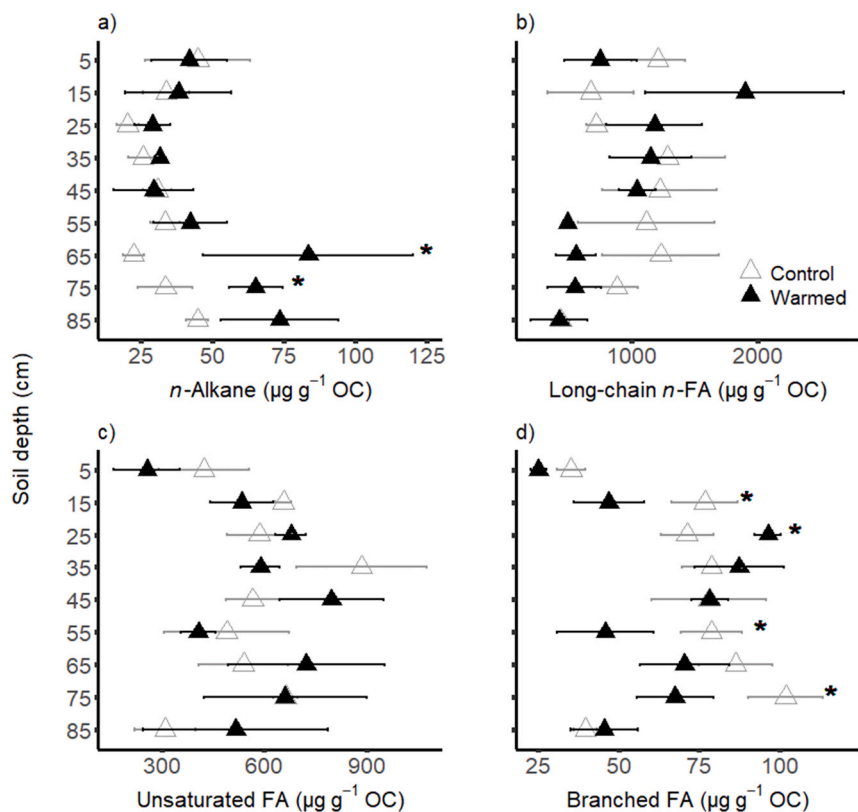 a)
b)
5
15
25
35
45
55
65
75
85
*
*
Control
Warmed
25 50 75 100 125
1000 2000
n-Alkane (µg g⁻¹ OC)
Long-chain n-FA (µg g⁻¹ OC)
Soil depth (cm)
c)
d)
5
15
25
35
45
55
65
75
85
*
*
*
*
300 600 900
25 50 75 100
Unsaturated FA (µg g⁻¹ OC)
Branched FA (µg g⁻¹ OC)